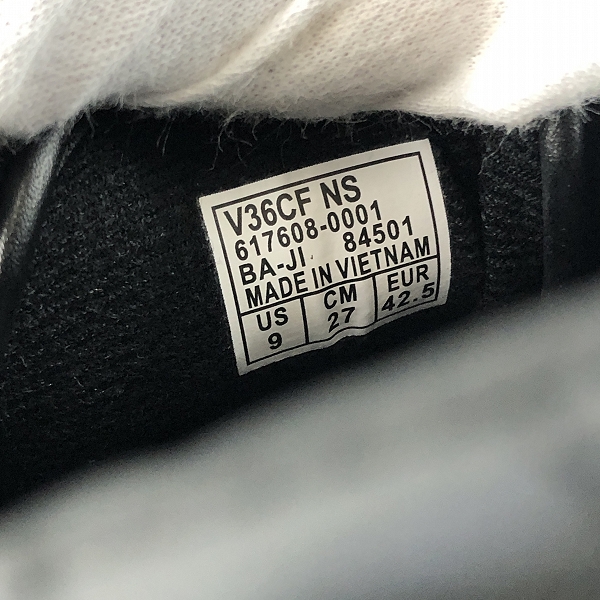 V36CF NS
617608-0001
BA-JI 84501
MADE IN VIETNAM
US CM EUR
9 27 42.5